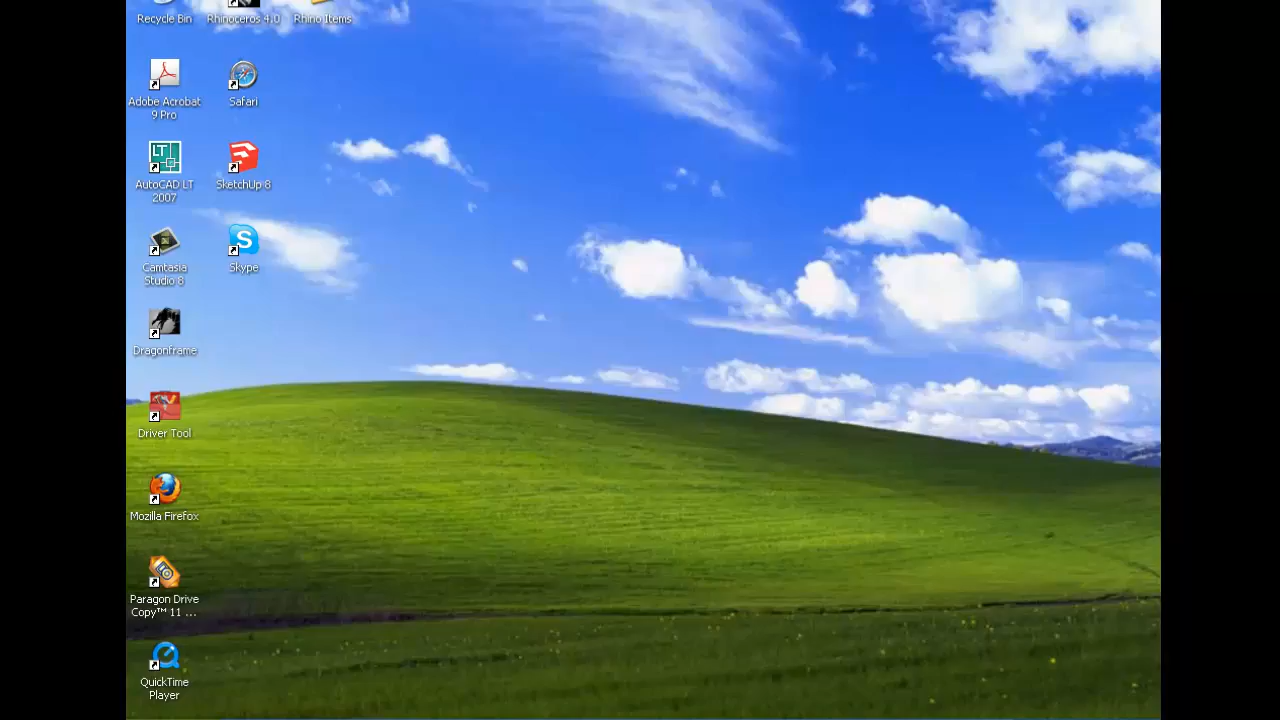 Recycle Bin
Rhinoceros 4.0
Rhino Items
Adobe Acrobat
9 Pro
Safari
LT
AutoCAD LT
2007
SketchUp 8
Camtasia
Studio 8
S
Skype
Dragonframe
Driver Tool
Mozilla Firefox
Paragon Drive
Copy™ 11 ...
QuickTime
Player